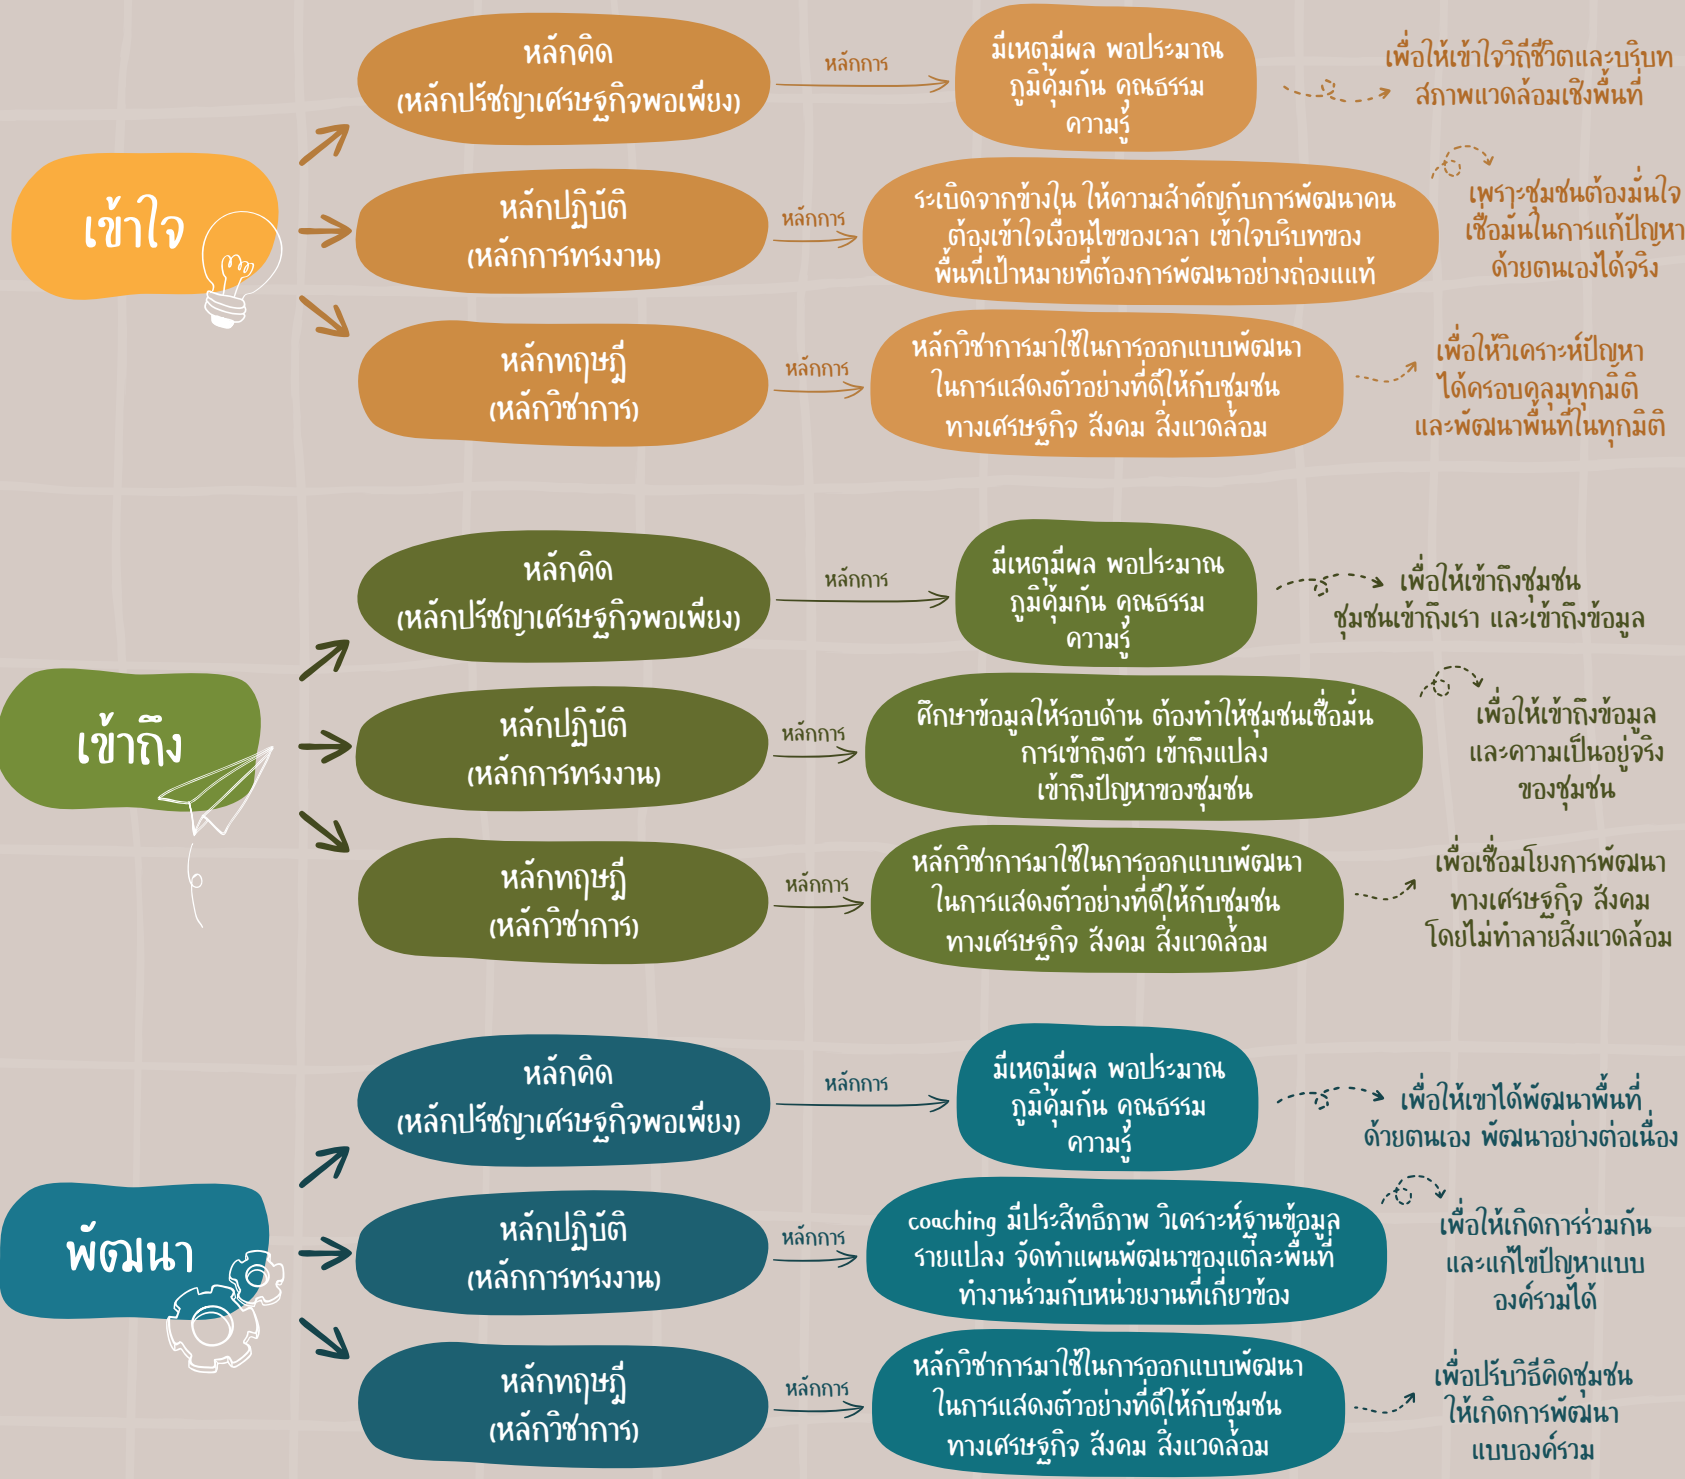 เข้าใจ
หลักคิด
(หลักปรัชญาเศรษฐกิจพอเพียง)
หลักการ
มีเหตุมีผล พอประมาณ
ภูมิคุ้มกัน คุณธรรม
ความรู้
เพื่อให้เข้าใจวิถีชีวิตและบริบท
สภาพแวดล้อมเชิงพื้นที่
หลักปฏิบัติ
(หลักการทรงงาน)
หลักการ
ระเบิดจากข้างใน ให้ความสำคัญกับการพัฒนาคน
ต้องเข้าใจเงื่อนไขของเวลา เข้าใจบริบทของ
พื้นที่เป้าหมายที่ต้องการพัฒนาอย่างถ่องแแท้
เพราะชุมชนต้องมั่นใจ
เชื่อมั่นในการแก้ปัญหา
ด้วยตนเองได้จริง
หลักทฤษฎี
(หลักวิชาการ)
หลักการ
หลักวิชาการมาใช้ในการออกแบบพัฒนา
ในการแสดงตัวอย่างที่ดีให้กับชุมชน
ทางเศรษฐกิจ สังคม สิ่งแวดล้อม
เพื่อให้วิเคราะห์ปัญหา
ได้ครอบคลุมทุกมิติ
และพัฒนาพื้นที่ในทุกมิติ
เข้าถึง
หลักคิด
(หลักปรัชญาเศรษฐกิจพอเพียง)
หลักการ
มีเหตุมีผล พอประมาณ
ภูมิคุ้มกัน คุณธรรม
ความรู้
เพื่อให้เข้าถึงชุมชน
ชุมชนเข้าถึงเรา และเข้าถึงข้อมูล
หลักปฏิบัติ
(หลักการทรงงาน)
หลักการ
ศึกษาข้อมูลให้รอบด้าน ต้องทำให้ชุมชนเชื่อมั่น
การเข้าถึงตัว เข้าถึงแปลง
เข้าถึงปัญหาของชุมชน
เพื่อให้เข้าถึงข้อมูล
และความเป็นอยู่จริง
ของชุมชน
หลักทฤษฎี
(หลักวิชาการ)
หลักการ
หลักวิชาการมาใช้ในการออกแบบพัฒนา
ในการแสดงตัวอย่างที่ดีให้กับชุมชน
ทางเศรษฐกิจ สังคม สิ่งแวดล้อม
เพื่อเชื่อมโยงการพัฒนา
ทางเศรษฐกิจ สังคม
โดยไม่ทำลายสิ่งแวดล้อม
พัฒนา
หลักคิด
(หลักปรัชญาเศรษฐกิจพอเพียง)
หลักการ
มีเหตุมีผล พอประมาณ
ภูมิคุ้มกัน คุณธรรม
ความรู้
เพื่อให้เขาได้พัฒนาพื้นที่
ด้วยตนเอง พัฒนาอย่างต่อเนื่อง
หลักปฏิบัติ
(หลักการทรงงาน)
หลักการ
coaching มีประสิทธิภาพ วิเคราะห์ฐานข้อมูล
รายแปลง จัดทำแผนพัฒนาของแต่ละพื้นที่
ทำงานร่วมกับหน่วยงานที่เกี่ยวข้อง
เพื่อให้เกิดการร่วมกัน
และแก้ไขปัญหาแบบ
องค์รวมได้
หลักทฤษฎี
(หลักวิชาการ)
หลักการ
หลักวิชาการมาใช้ในการออกแบบพัฒนา
ในการแสดงตัวอย่างที่ดีให้กับชุมชน
ทางเศรษฐกิจ สังคม สิ่งแวดล้อม
เพื่อปรับวิธีคิดชุมชน
ให้เกิดการพัฒนา
แบบองค์รวม